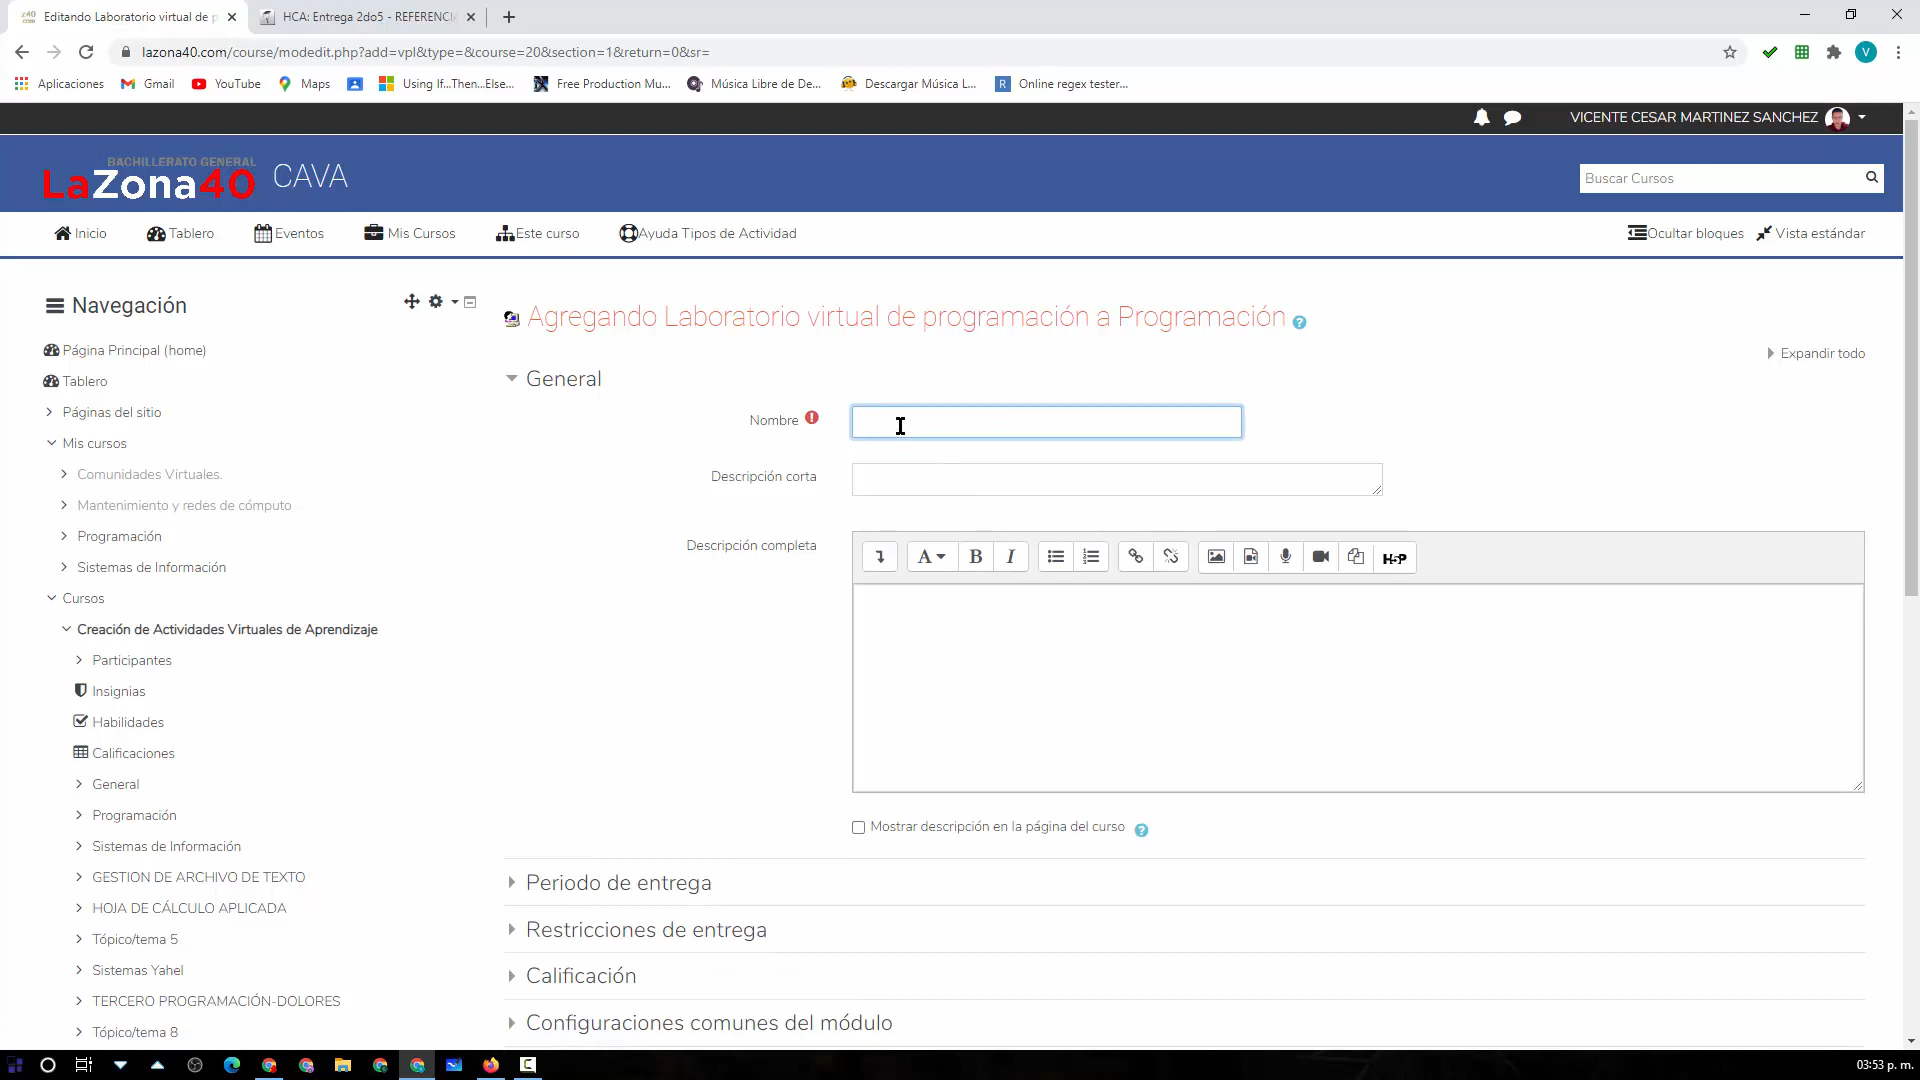 Editando Laboratorio virtual de p
HCA: Entrega 2do5 - REFERENCIA
lazona40.com/course/modedit.php?add=vpl&type=&course=20&section=1&return=0&sr=
V
Aplicaciones
Gmail
YouTube
Maps
Using If...Then...Else...
Free Production Mu...
Música Libre de De...
Descargar Música L...
R
Online regex tester...
VICENTE CESAR MARTINEZ SANCHEZ
BACHILLERATO GENERAL
LaZona40
CAVA
Buscar Cursos
Inicio
Tablero
Eventos
Mis Cursos
Este curso
Ayuda Tipos de Actividad
Ocultar bloques
Vista estándar
Navegación
Página Principal (home)
Tablero
Páginas del sitio
Mis cursos
Comunidades Virtuales.
Mantenimiento y redes de cómputo
Programación
Sistemas de Información
Cursos
Creación de Actividades Virtuales de Aprendizaje
Participantes
Insignias
Habilidades
Calificaciones
General
Programación
Sistemas de Información
GESTION DE ARCHIVO DE TEXTO
HOJA DE CÁLCULO APLICADA
Tópico/tema 5
Sistemas Yahel
TERCERO PROGRAMACIÓN-DOLORES
Tópico/tema 8
Agregando Laboratorio virtual de programación a Programación
Expandir todo
General
Nombre
Descripción corta
Descripción completa
A
B
I
H-P
Mostrar descripción en la página del curso
Periodo de entrega
Restricciones de entrega
Calificación
Configuraciones comunes del módulo
03:53 p. m.